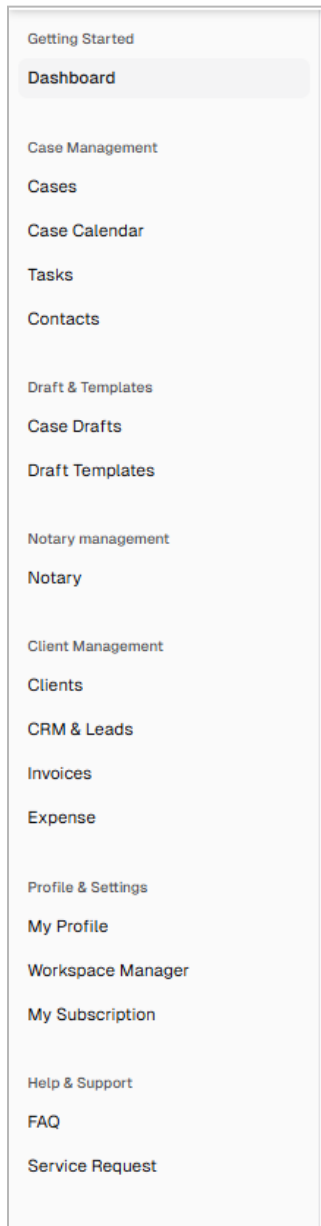 Getting Started
Dashboard
Case Management
Cases
Case Calendar
Tasks
Contacts
Draft & Templates
Case Drafts
Draft Templates
Notary management
Notary
Client Management
Clients
CRM & Leads
Invoices
Expense
Profile & Settings
My Profile
Workspace Manager
My Subscription
Help & Support
FAQ
Service Request